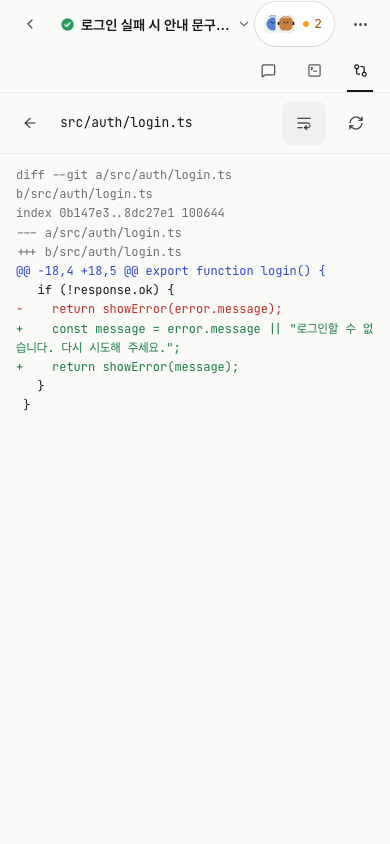 로그인 실패 시 안내 문구...
2
src/auth/login.ts
diff --git a/src/auth/login.ts
b/src/auth/login.ts
index 0b147e3..8dc27e1 100644
--- a/src/auth/login.ts
+++ b/src/auth/login.ts
@@ -18,4 +18,5 @@ export function login() {
   if (!response.ok) {
-    return showError(error.message);
+    const message = error.message || "로그인할 수 없
습니다. 다시 시도해 주세요.";
+    return showError(message);
   }
 }